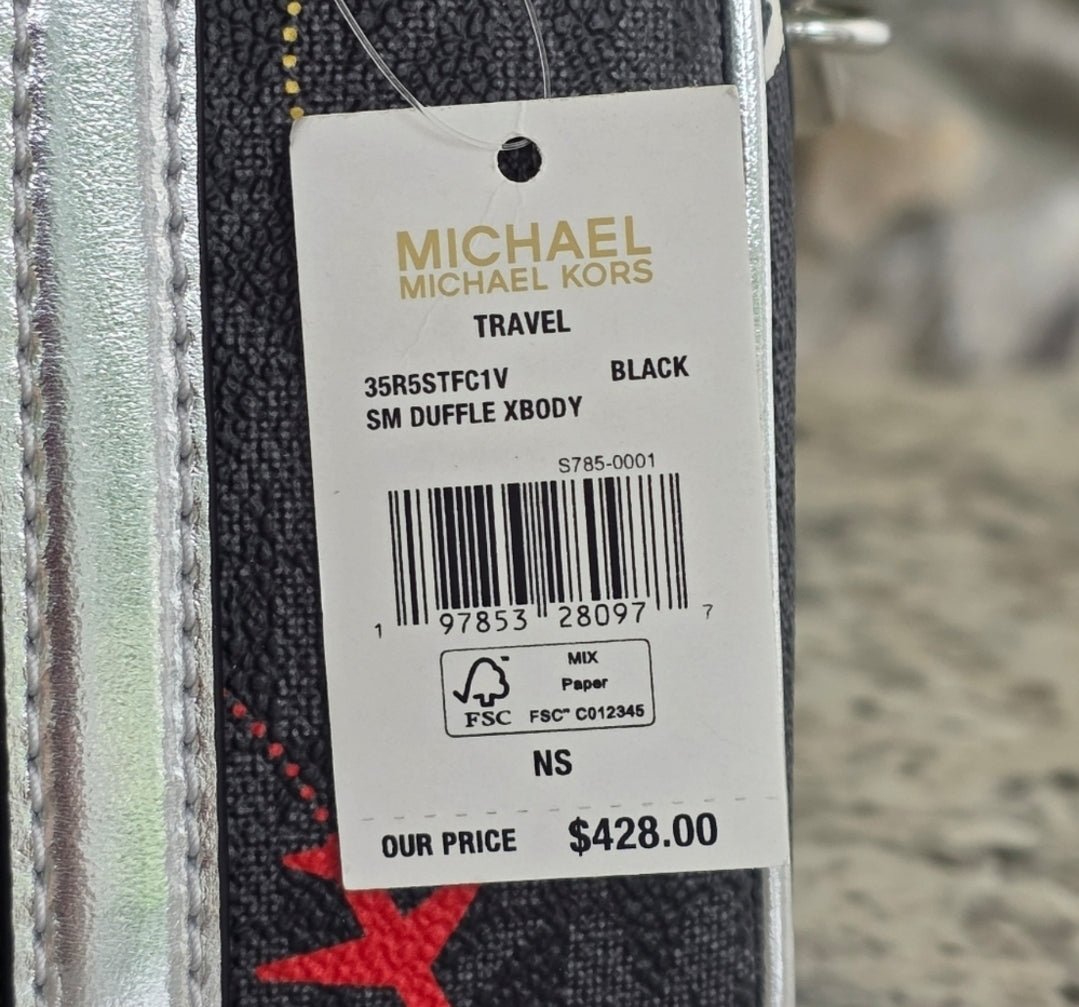 MICHAEL
MICHAEL KORS
TRAVEL
35R5STFC1V BLACK
SM DUFFLE XBODY
S785-0001
1 97853 28097 7
MIX
Paper
FSC™ C012345
™
FSC
NS
OUR PRICE $428.00